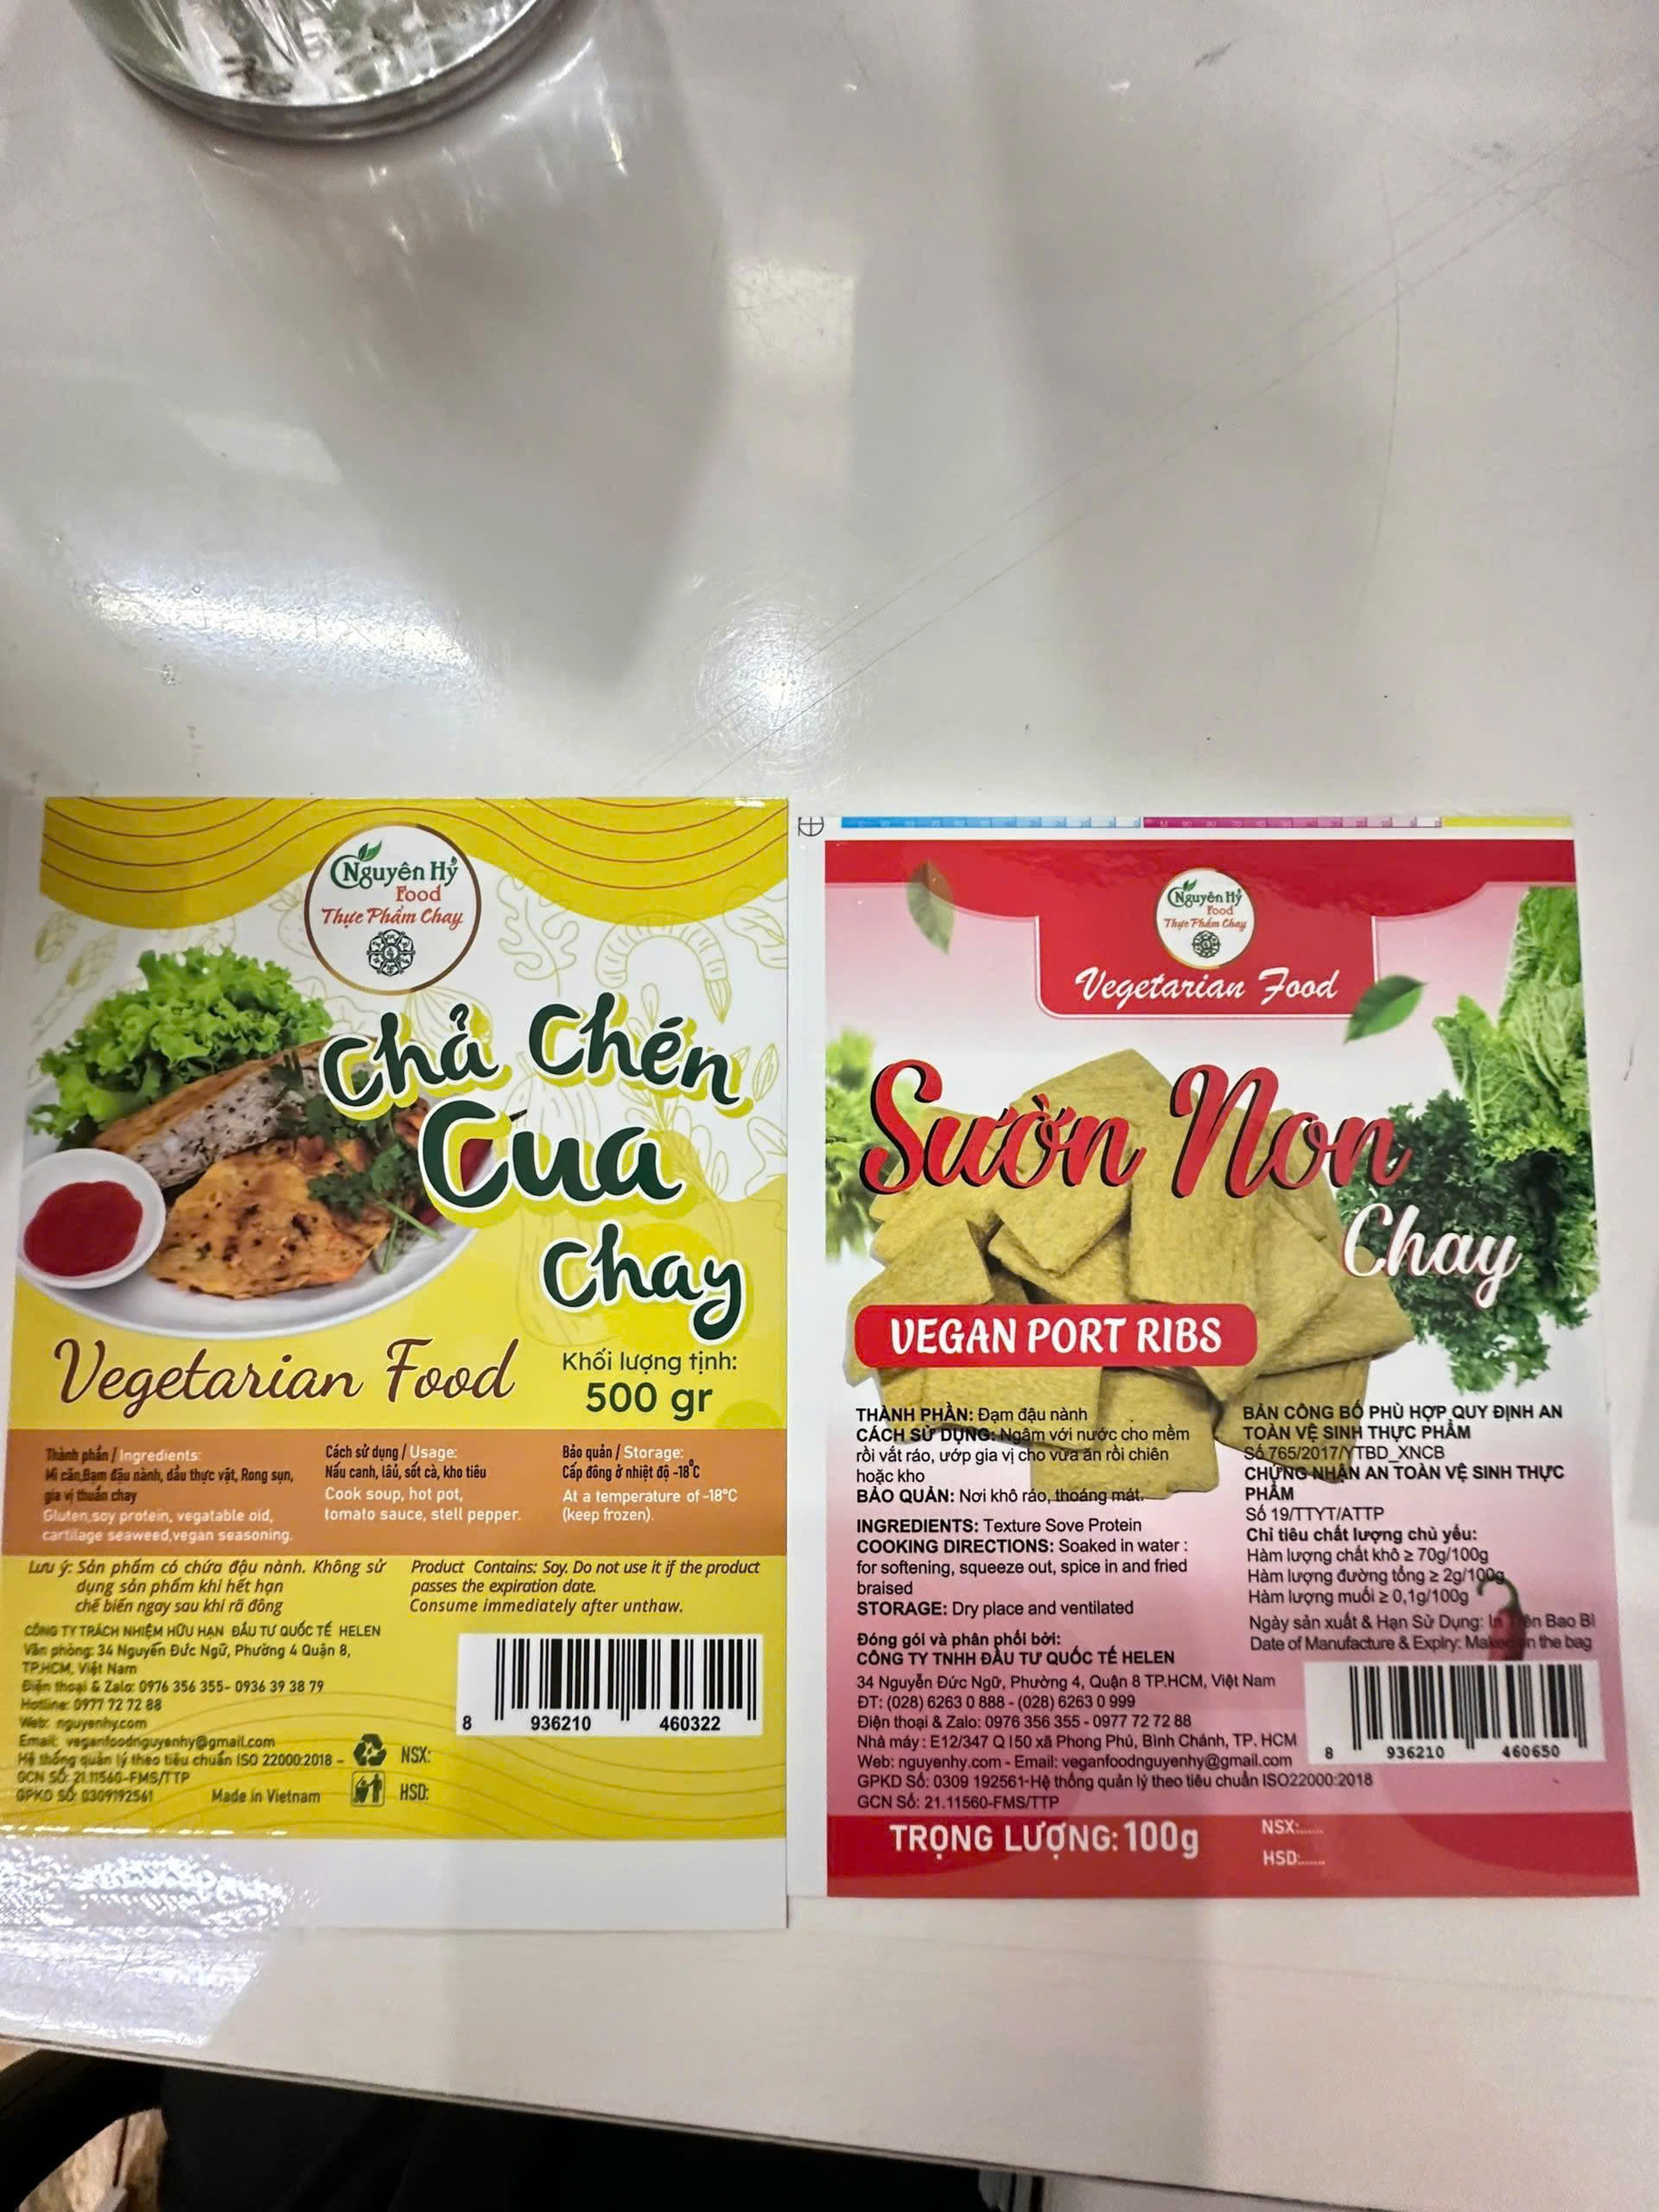 Nguyên Hỷ
Food
Thực Phẩm Chay
Chả Chén
Cua
Chay
Vegetarian Food
Khối lượng tịnh:
500 gr
Thành phần / Ingredients:
Mì căn,Đạm đậu nành, dầu thực vật, Rong sụn,
gia vị thuần chay
Gluten,soy protein, vegatable oid,
cartilage seaweed,vegan seasoning.
Cách sử dụng / Usage:
Nấu canh, lẩu, sốt cà, kho tiêu
Cook soup, hot pot,
tomato sauce, stell pepper.
Bảo quản / Storage:
Cấp đông ở nhiệt độ -18°C
At a temperature of -18°C
(keep frozen).
Lưu ý: Sản phẩm có chứa đậu nành. Không sử
dụng sản phẩm khi hết hạn
chế biến ngay sau khi rã đông
Product Contains: Soy. Do not use it if the product
passes the expiration date.
Consume immediately after unthaw.
CÔNG TY TRÁCH NHIỆM HỮU HẠN ĐẦU TƯ QUỐC TẾ HELEN
Văn phòng: 34 Nguyễn Đức Ngữ, Phường 4 Quận 8,
TP.HCM, Việt Nam
Điện thoại & Zalo: 0976 356 355- 0936 39 38 79
Hotline: 0977 72 72 88
Web: nguyenhy.com
Email: veganfoodnguyenhy@gmail.com
Hệ thống quản lý theo tiêu chuẩn ISO 22000:2018 -
GCN SỐ: 21.11560-FMS/TTP
GPKD SỐ: 0309192561
Made in Vietnam
NSX:
HSD:
8 936210 460322
Nguyên Hỷ
Food
Thực Phẩm Chay
Vegetarian Food
Sườn Non
Chay
VEGAN PORT RIBS
THÀNH PHẦN: Đạm đậu nành
CÁCH SỬ DỤNG: Ngâm với nước cho mềm
rồi vắt ráo, ướp gia vị cho vừa ăn rồi chiên
hoặc kho
BẢO QUẢN: Nơi khô ráo, thoáng mát.
INGREDIENTS: Texture Sove Protein
COOKING DIRECTIONS: Soaked in water :
for softening, squeeze out, spice in and fried
braised
STORAGE: Dry place and ventilated
Đóng gói và phân phối bởi:
CÔNG TY TNHH ĐẦU TƯ QUỐC TẾ HELEN
34 Nguyễn Đức Ngữ, Phường 4, Quận 8 TP.HCM, Việt Nam
ĐT: (028) 6263 0 888 - (028) 6263 0 999
Điện thoại & Zalo: 0976 356 355 - 0977 72 72 88
Nhà máy : E12/347 Q l50 xã Phong Phú, Bình Chánh, TP. HCM
Web: nguyenhy.com - Email: veganfoodnguyenhy@gmail.com
GPKD Số: 0309 192561-Hệ thống quản lý theo tiêu chuẩn ISO22000:2018
GCN Số: 21.11560-FMS/TTP
BẢN CÔNG BỐ PHÙ HỢP QUY ĐỊNH AN
TOÀN VỆ SINH THỰC PHẨM
Số 765/2017/YTBD_XNCB
CHỨNG NHẬN AN TOÀN VỆ SINH THỰC
PHẨM
Số 19/TTYT/ATTP
Chỉ tiêu chất lượng chủ yếu:
Hàm lượng chất khô ≥ 70g/100g
Hàm lượng đường tổng ≥ 2g/100g
Hàm lượng muối ≥ 0,1g/100g
Ngày sản xuất & Hạn Sử Dụng: In Trên Bao Bì
Date of Manufacture & Explry: Maked on the bag
8 936210 460650
TRỌNG LƯỢNG: 100g
NSX:......
HSD:......